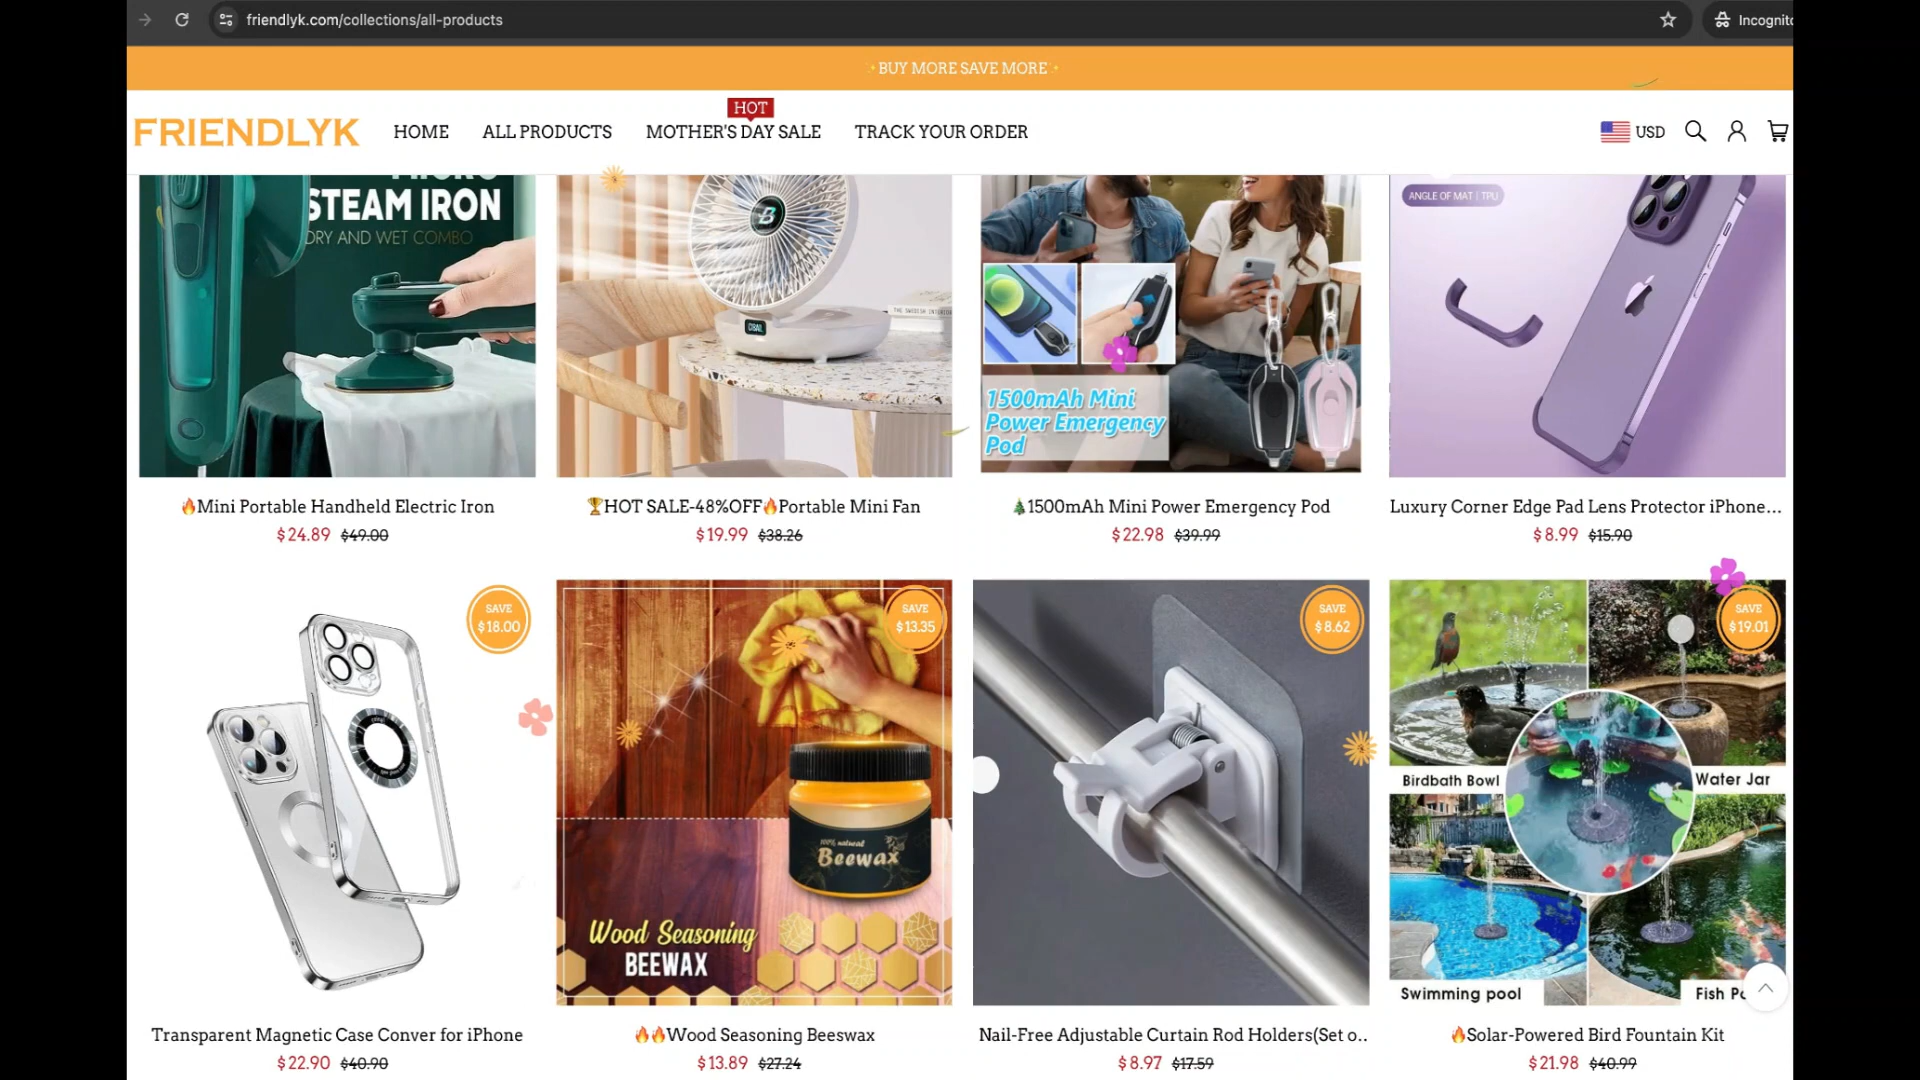 friendlyk.com/collections/all-products
Incognito
✨BUY MORE SAVE MORE✨
FRIENDLYK
HOME
ALL PRODUCTS
HOT
MOTHER'S DAY SALE
TRACK YOUR ORDER
USD
STEAM IRON
DRY AND WET COMBO
1500mAh Mini
Power Emergency
Pod
ANGLE OF MAT | TPU
🔥Mini Portable Handheld Electric Iron
$24.89 $49.00
🏆HOT SALE-48%OFF🔥Portable Mini Fan
$19.99 $38.26
🎄1500mAh Mini Power Emergency Pod
$22.98 $39.99
Luxury Corner Edge Pad Lens Protector iPhone...
$8.99 $15.90
SAVE
$18.00
SAVE
$13.35
100% natural
Beewax
Wood Seasoning
BEEWAX
SAVE
$8.62
SAVE
$19.01
Birdbath Bowl
Water Jar
Swimming pool
Fish
Transparent Magnetic Case Conver for iPhone
$22.90 $40.90
🔥🔥Wood Seasoning Beeswax
$13.89 $27.24
Nail-Free Adjustable Curtain Rod Holders(Set o..
$8.97 $17.59
🔥Solar-Powered Bird Fountain Kit
$21.98 $40.99